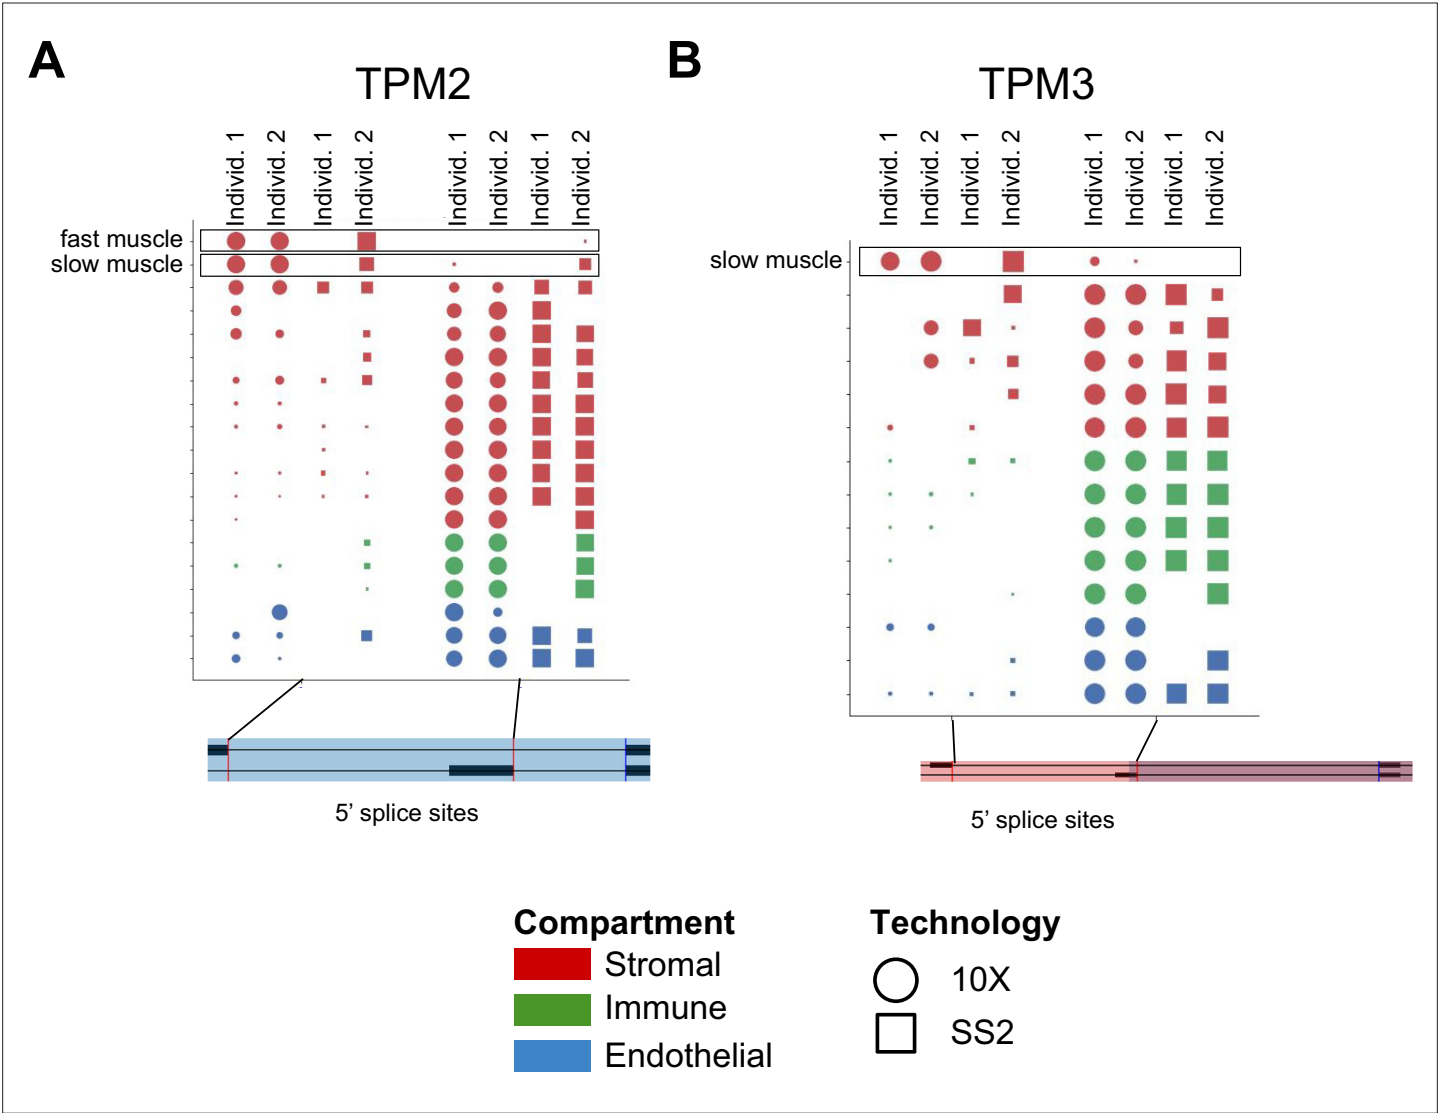 A
TPM2
Individ. 1
Individ. 2
Individ. 1
Individ. 2
Individ. 1
Individ. 2
Individ. 1
Individ. 2
fast muscle
slow muscle
5’ splice sites
B
TPM3
Individ. 1
Individ. 2
Individ. 1
Individ. 2
Individ. 1
Individ. 2
Individ. 1
Individ. 2
slow muscle
5’ splice sites
Compartment
Stromal
Immune
Endothelial
Technology
10X
SS2